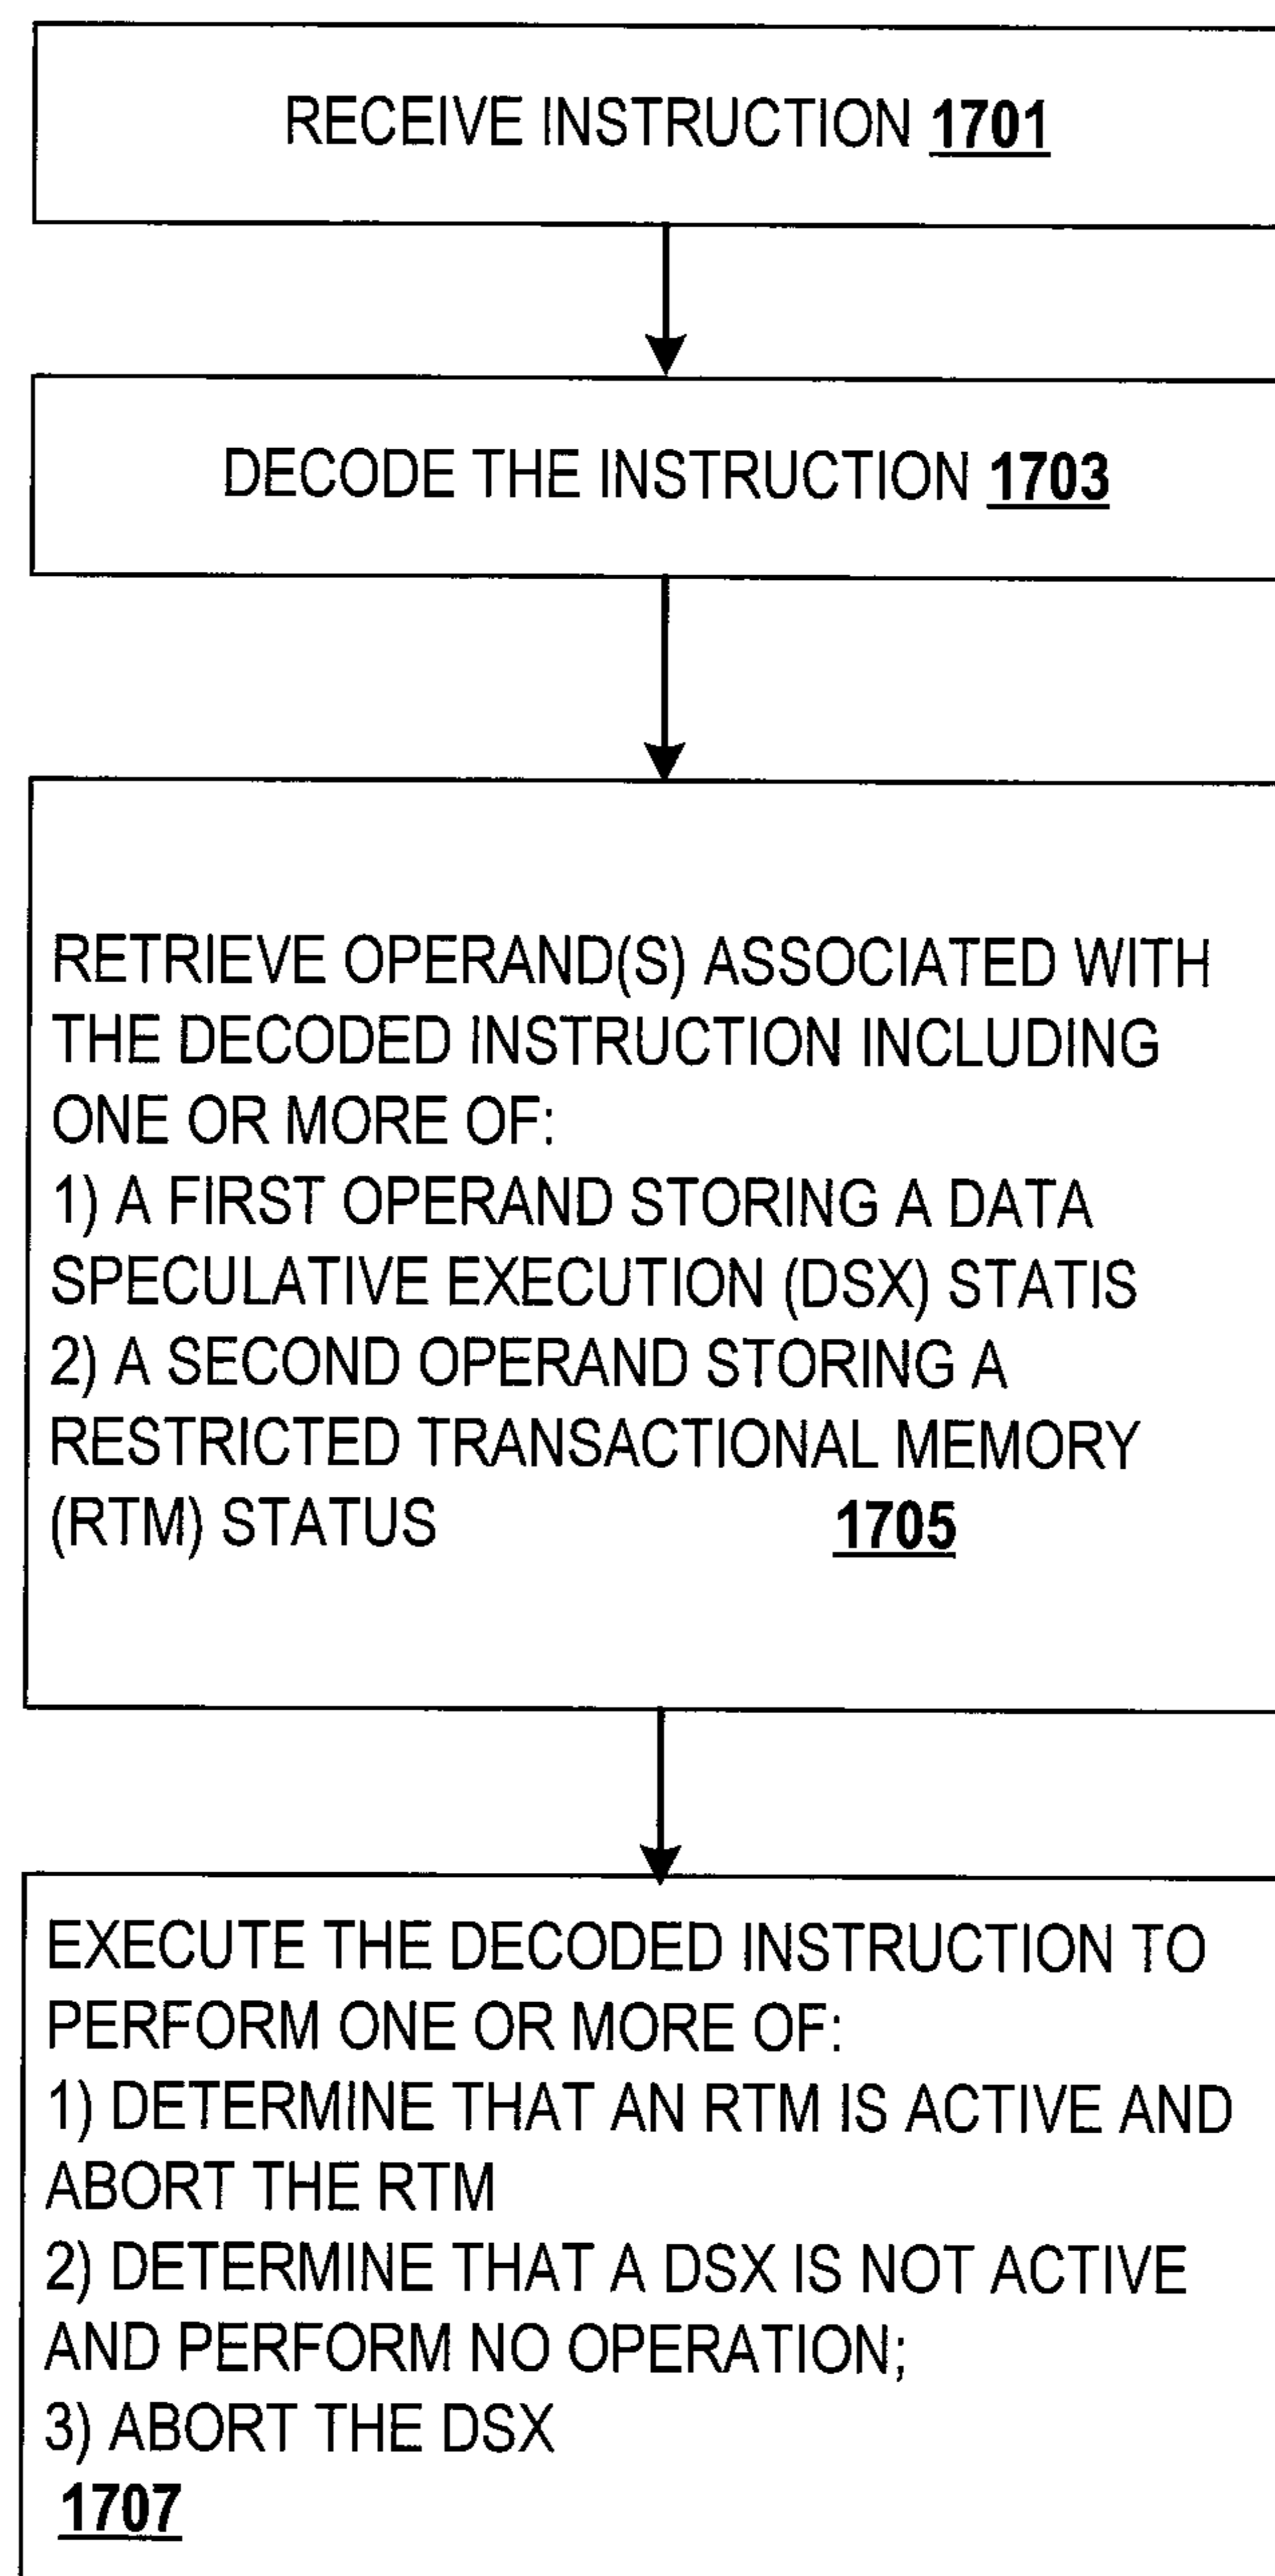 RECEIVE INSTRUCTION 1701
DECODE THE INSTRUCTION 1703
RETRIEVE OPERAND(S) ASSOCIATED WITH
THE DECODED INSTRUCTION INCLUDING
ONE OR MORE OF:
1) A FIRST OPERAND STORING A DATA
SPECULATIVE EXECUTION (DSX) STATIS
2) A SECOND OPERAND STORING A
RESTRICTED TRANSACTIONAL MEMORY
(RTM) STATUS 1705
EXECUTE THE DECODED INSTRUCTION TO
PERFORM ONE OR MORE OF:
1) DETERMINE THAT AN RTM IS ACTIVE AND
ABORT THE RTM
2) DETERMINE THAT A DSX IS NOT ACTIVE
AND PERFORM NO OPERATION;
3) ABORT THE DSX
1707